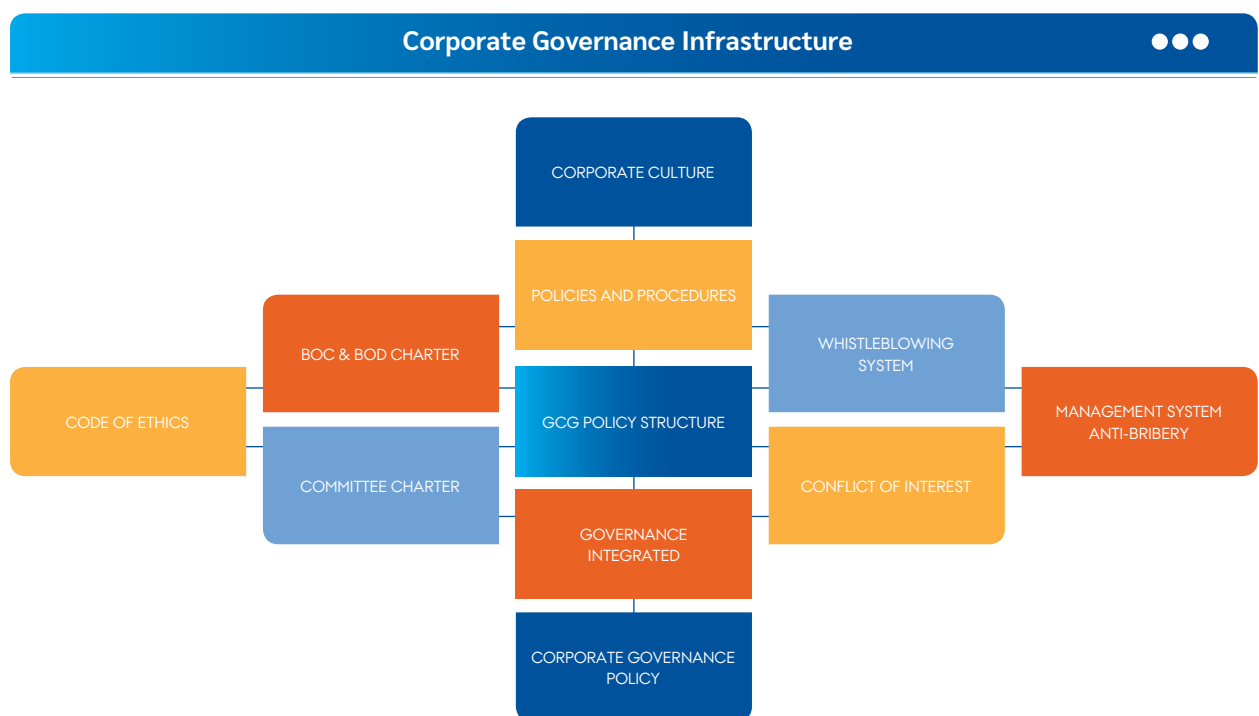 Corporate Governance Infrastructure
CORPORATE CULTURE
POLICIES AND PROCEDURES
BOC & BOD CHARTER
WHISTLEBLOWING
SYSTEM
CODE OF ETHICS
GCG POLICY STRUCTURE
MANAGEMENT SYSTEM
ANTI-BRIBERY
COMMITTEE CHARTER
CONFLICT OF INTEREST
GOVERNANCE
INTEGRATED
CORPORATE GOVERNANCE
POLICY